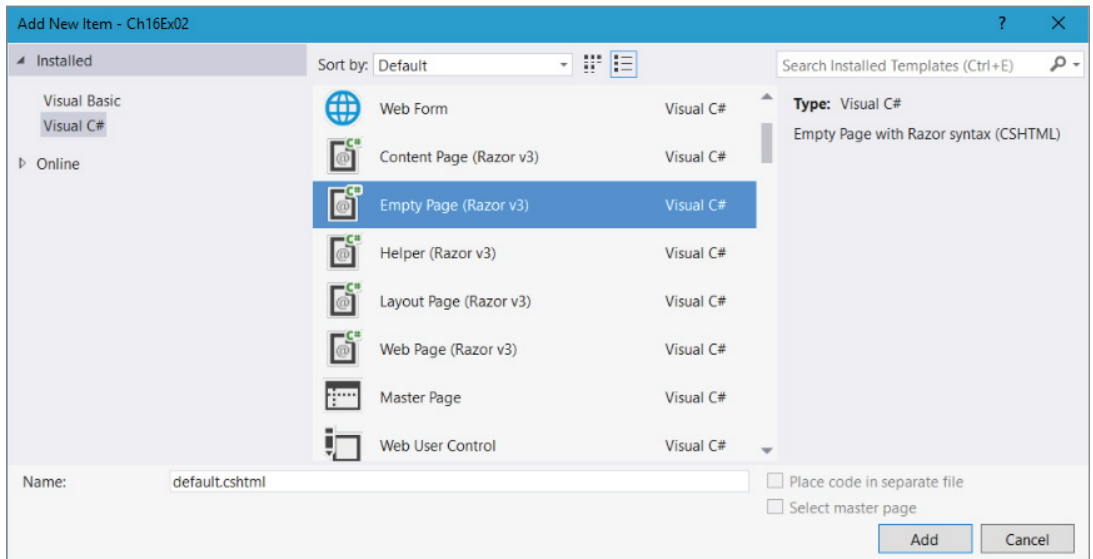 Add New Item - Ch16Ex02
?
Installed
Visual Basic
Visual C#
Online
Sort by: Default
Web Form Visual C#
Content Page (Razor v3) Visual C#
Empty Page (Razor v3) Visual C#
Helper (Razor v3) Visual C#
Layout Page (Razor v3) Visual C#
Web Page (Razor v3) Visual C#
Master Page Visual C#
Web User Control Visual C#
Search Installed Templates (Ctrl+E)
Type: Visual C#
Empty Page with Razor syntax (CSHTML)
Name: default.cshtml
Place code in separate file
Select master page
Add Cancel